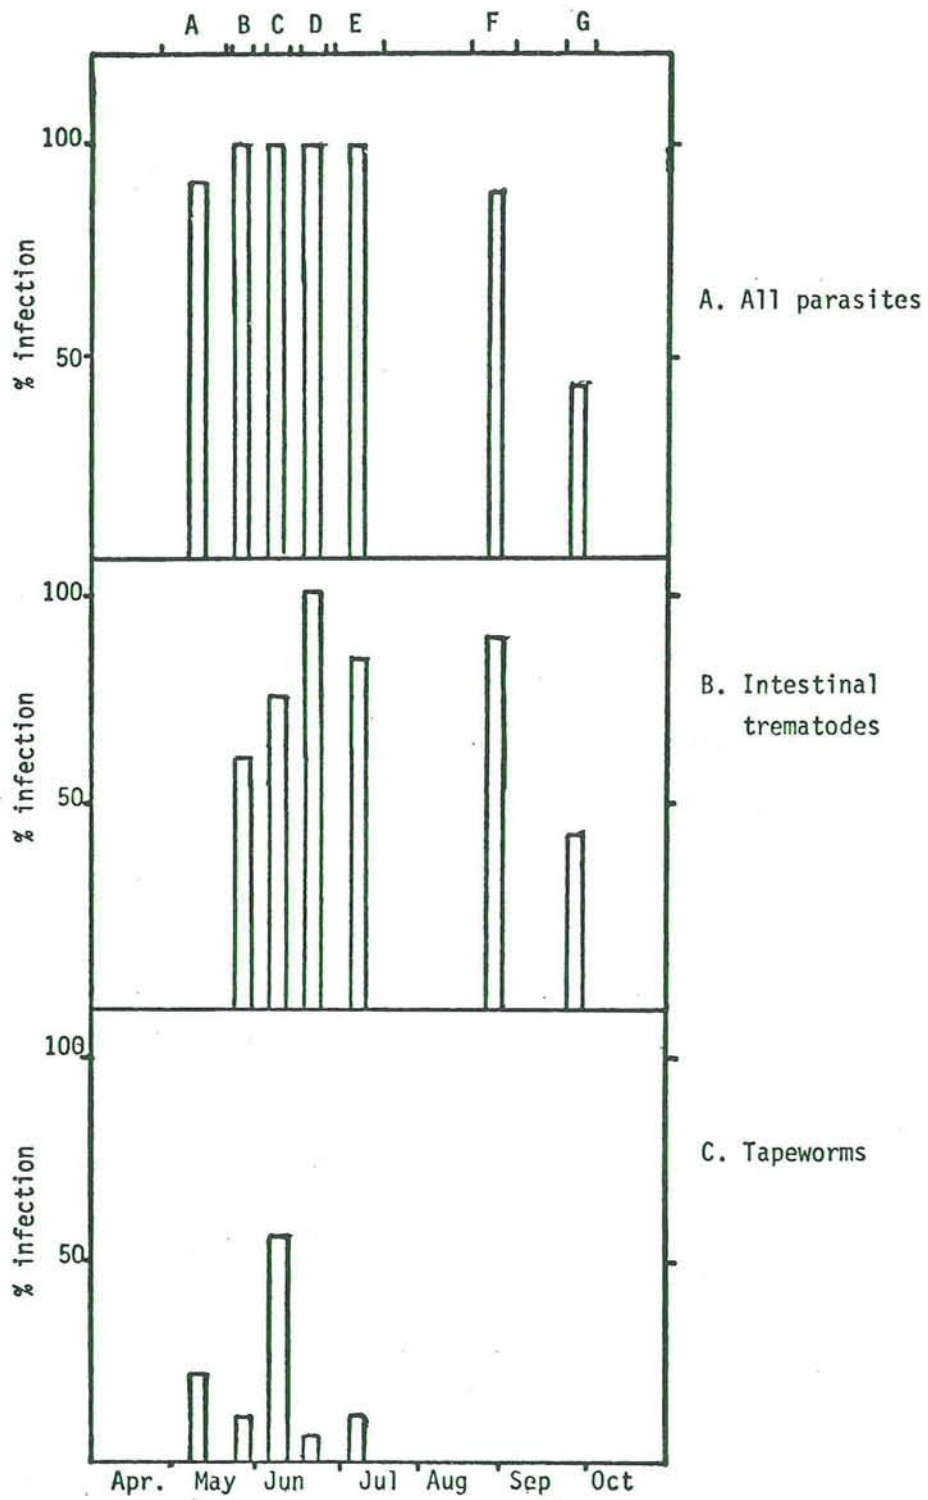 A B C D E F G
100
% infection
50
A. All parasites
100
% infection
50
B. Intestinal
trematodes
100
% infection
50
C. Tapeworms
Apr. May Jun Jul Aug Sep Oct